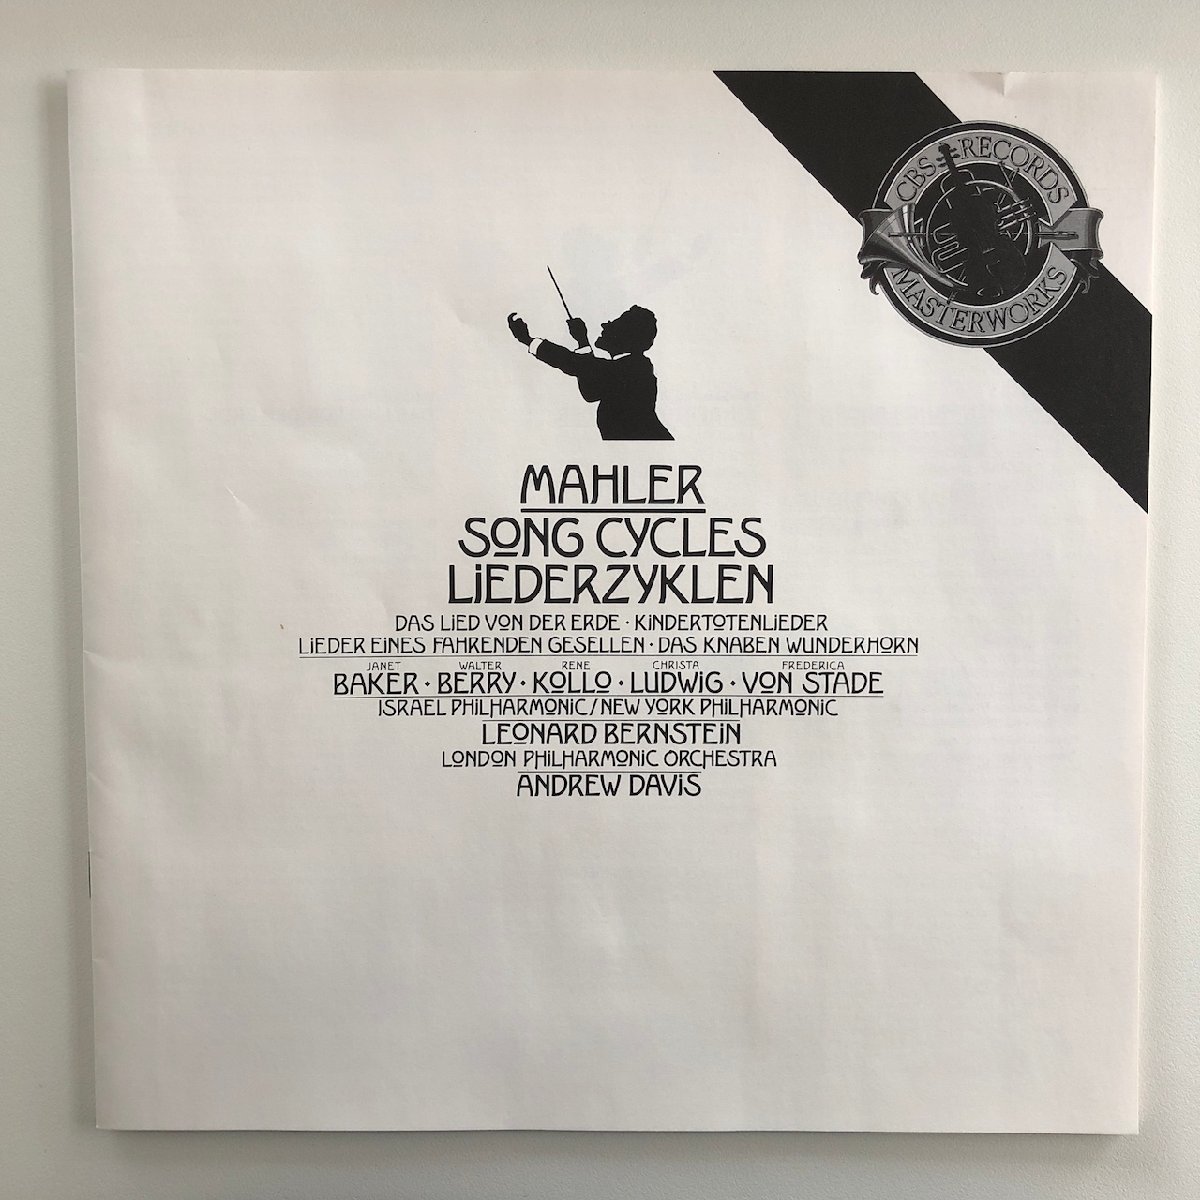 CBS RECORDS
MASTERWORKS
MAHLER
SONG CYCLES
LIEDERZYKLEN
DAS LIED VON DER ERDE · KINDERTOTENLIEDER
LIEDER EINES FAHRENDEN GESELLEN · DAS KNABEN WUNDERHORN
JANET WALTER RENE CHRISTA FREDERICA
BAKER · BERRY · KOLLO · LUDWIG · VON STADE
ISRAEL PHILHARMONIC/NEW YORK PHILHARMONIC
LEONARD BERNSTEIN
LONDON PHILHARMONIC ORCHESTRA
ANDREW DAVIS